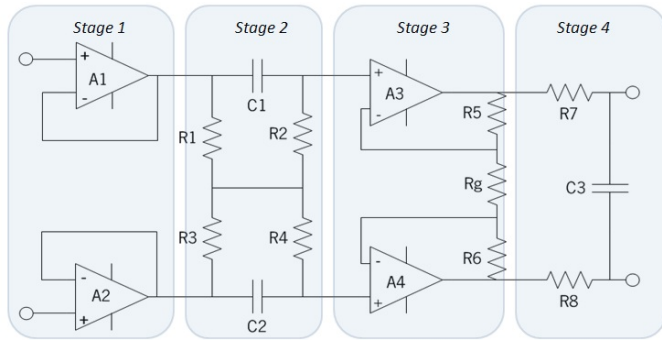 Stage 1 Stage 2 Stage 3 Stage 4
+
A1
-
C1
+
A3
-
R1
R2
R5
R7
Rg
C3
R3
R4
R6
-
A2
+
C2
-
A4
+
R8